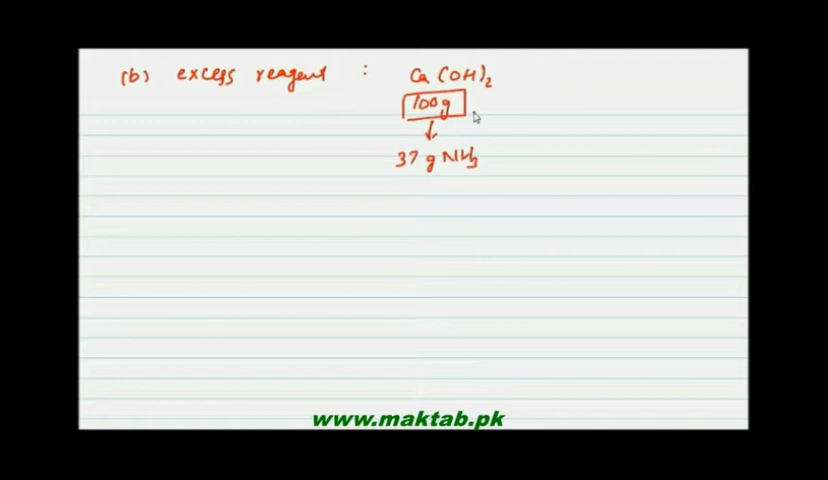 (b) excess reagent : Ca(OH)₂
100g
↓
37 g NH₃
www.maktab.pk